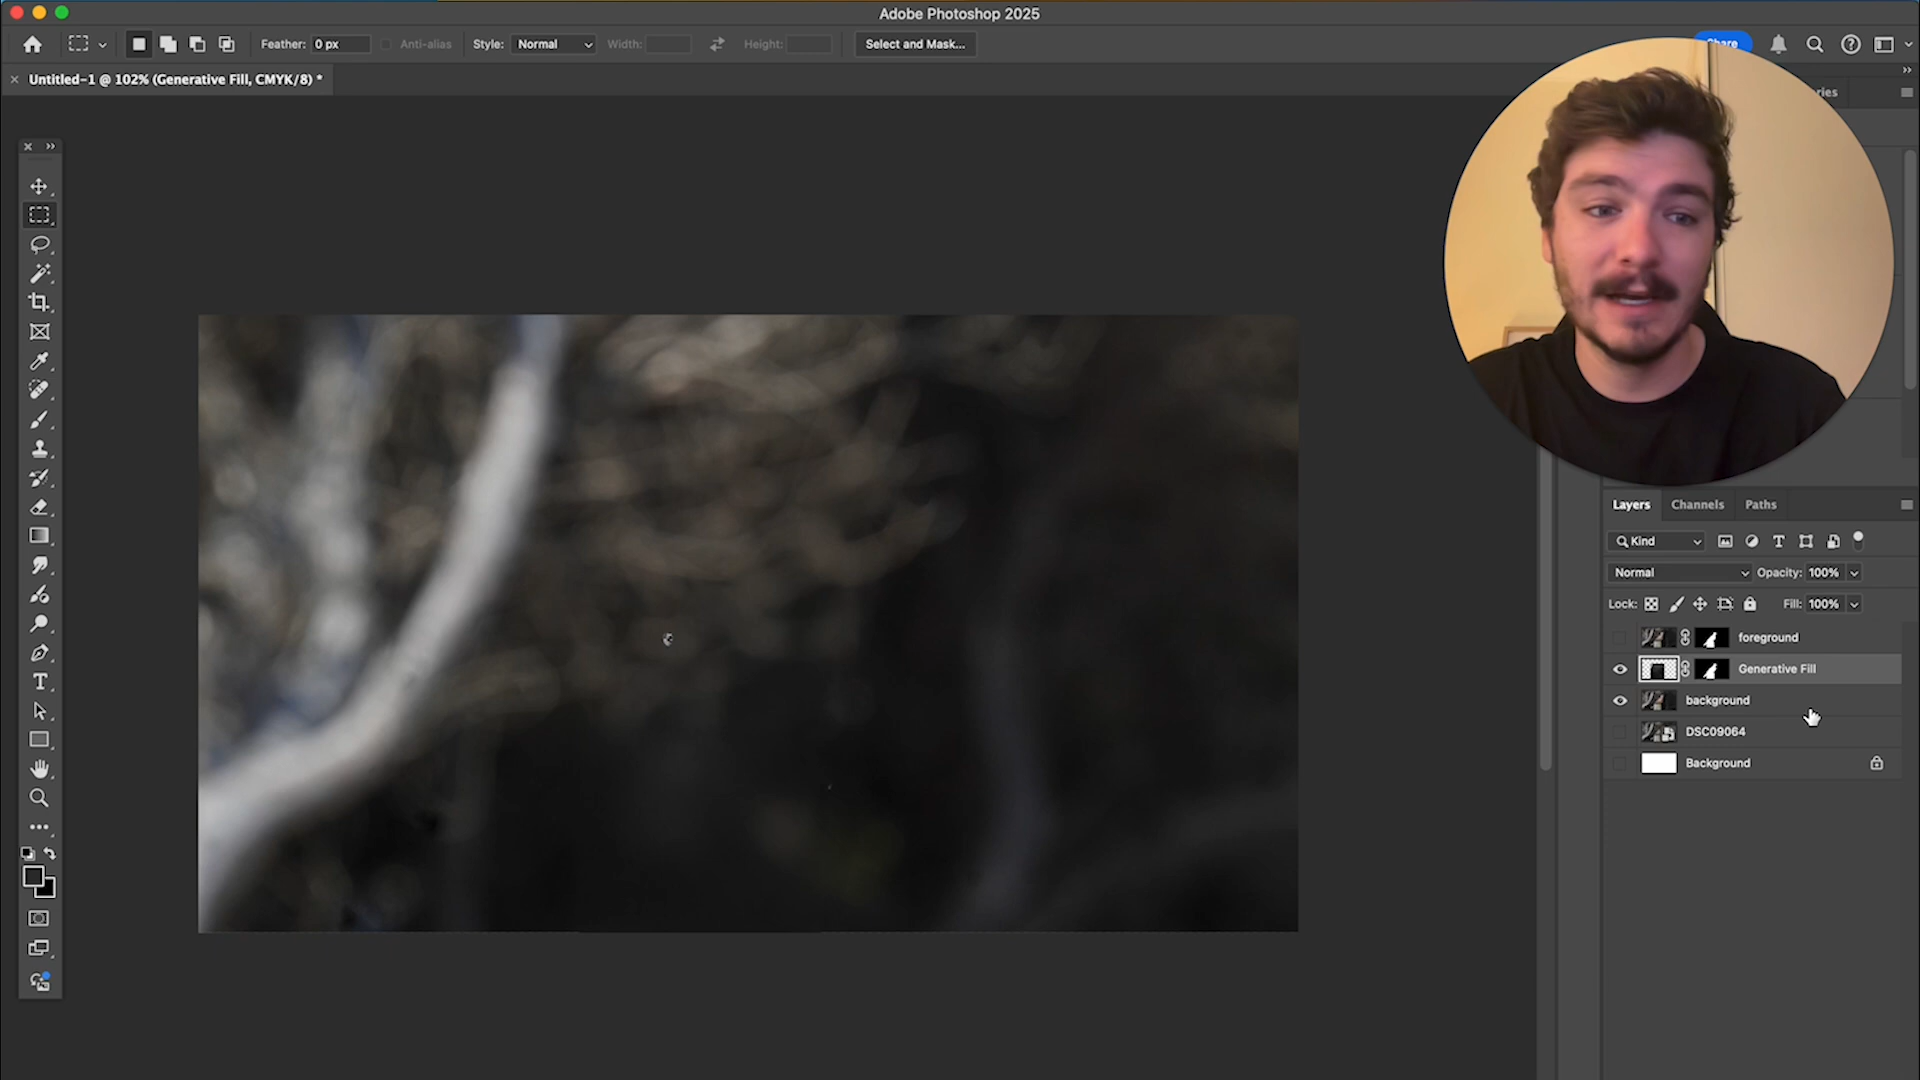 Adobe Photoshop 2025
Feather: 0 px Anti-alias Style: Normal Width: Height: Select and Mask... Share
Untitled-1 @ 102% (Generative Fill, CMYK/8) *
Layers Channels Paths
Kind
Normal Opacity: 100%
Lock: Fill: 100%
foreground
Generative Fill
background
DSC09064
Background